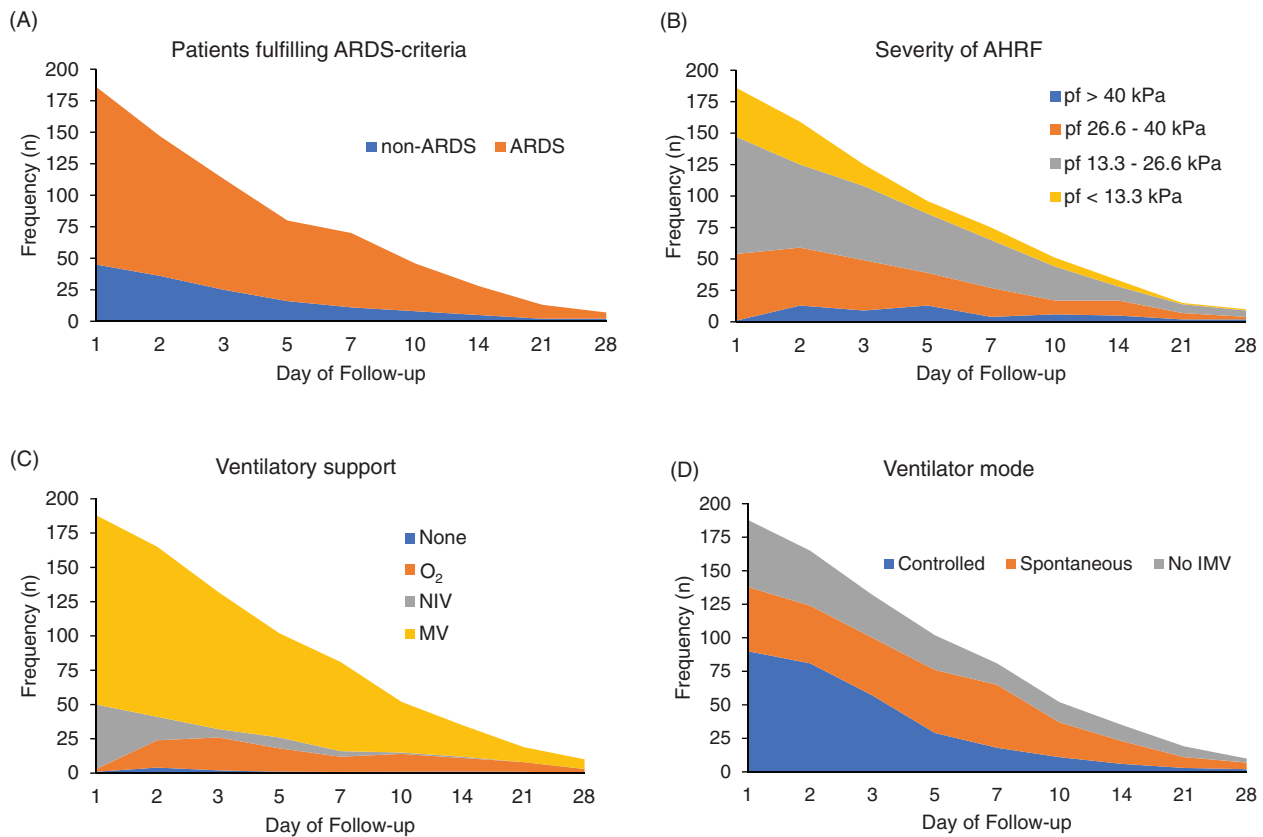 (A)
Patients fulfilling ARDS-criteria
200
175
150
125
100
75
50
25
0
Frequency (n)
non-ARDS ARDS
1 2 3 5 7 10 14 21 28
Day of Follow-up
(B)
Severity of AHRF
200
175
150
125
100
75
50
25
0
Frequency (n)
pf > 40 kPa
pf 26.6 - 40 kPa
pf 13.3 - 26.6 kPa
pf < 13.3 kPa
1 2 3 5 7 10 14 21 28
Day of Follow-up
(C)
Ventilatory support
200
175
150
125
100
75
50
25
0
Frequency (n)
None
O2
NIV
MV
1 2 3 5 7 10 14 21 28
Day of Follow-up
(D)
Ventilator mode
200
175
150
125
100
75
50
25
0
Frequency (n)
Controlled Spontaneous No IMV
1 2 3 5 7 10 14 21 28
Day of Follow-up